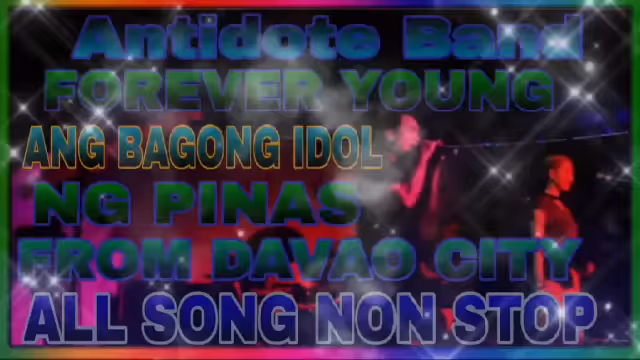 Antidote Band
FOREVER YOUNG
ANG BAGONG IDOL
NG PINAS
FROM DAVAO CITY
ALL SONG NON STOP